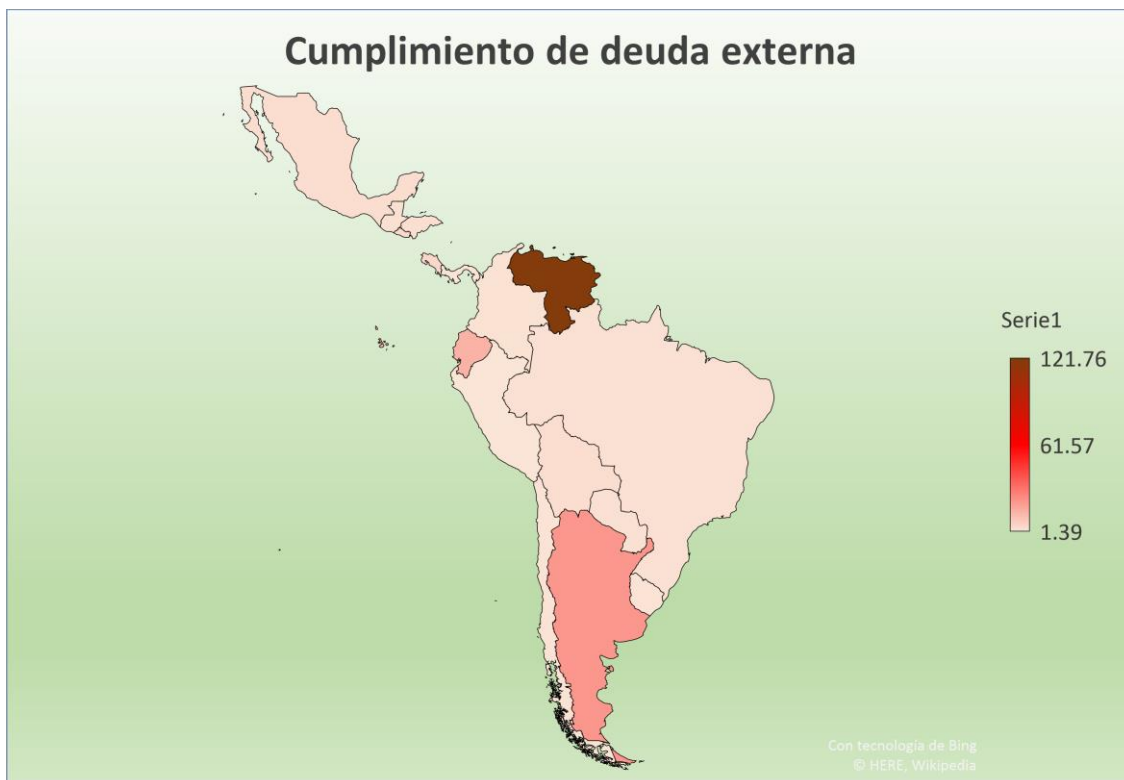 Cumplimiento de deuda externa
Serie1
121.76
61.57
1.39
Con tecnología de Bing
© HERE, Wikipedia